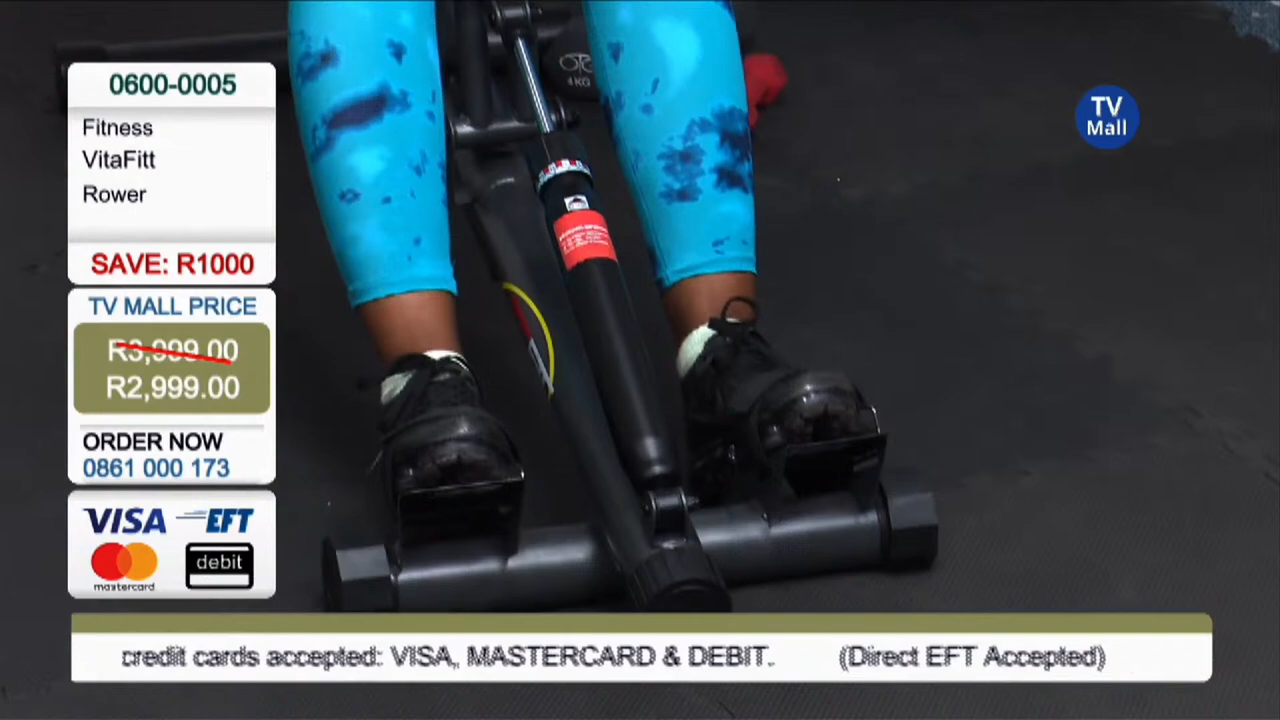 0600-0005
Fitness
VitaFitt
Rower
SAVE: R1000
TV MALL PRICE
R3,999.00
R2,999.00
ORDER NOW
0861 000 173
VISA EFT
mastercard debit
credit cards accepted: VISA, MASTERCARD & DEBIT. (Direct EFT Accepted)
TV
Mall
4KG